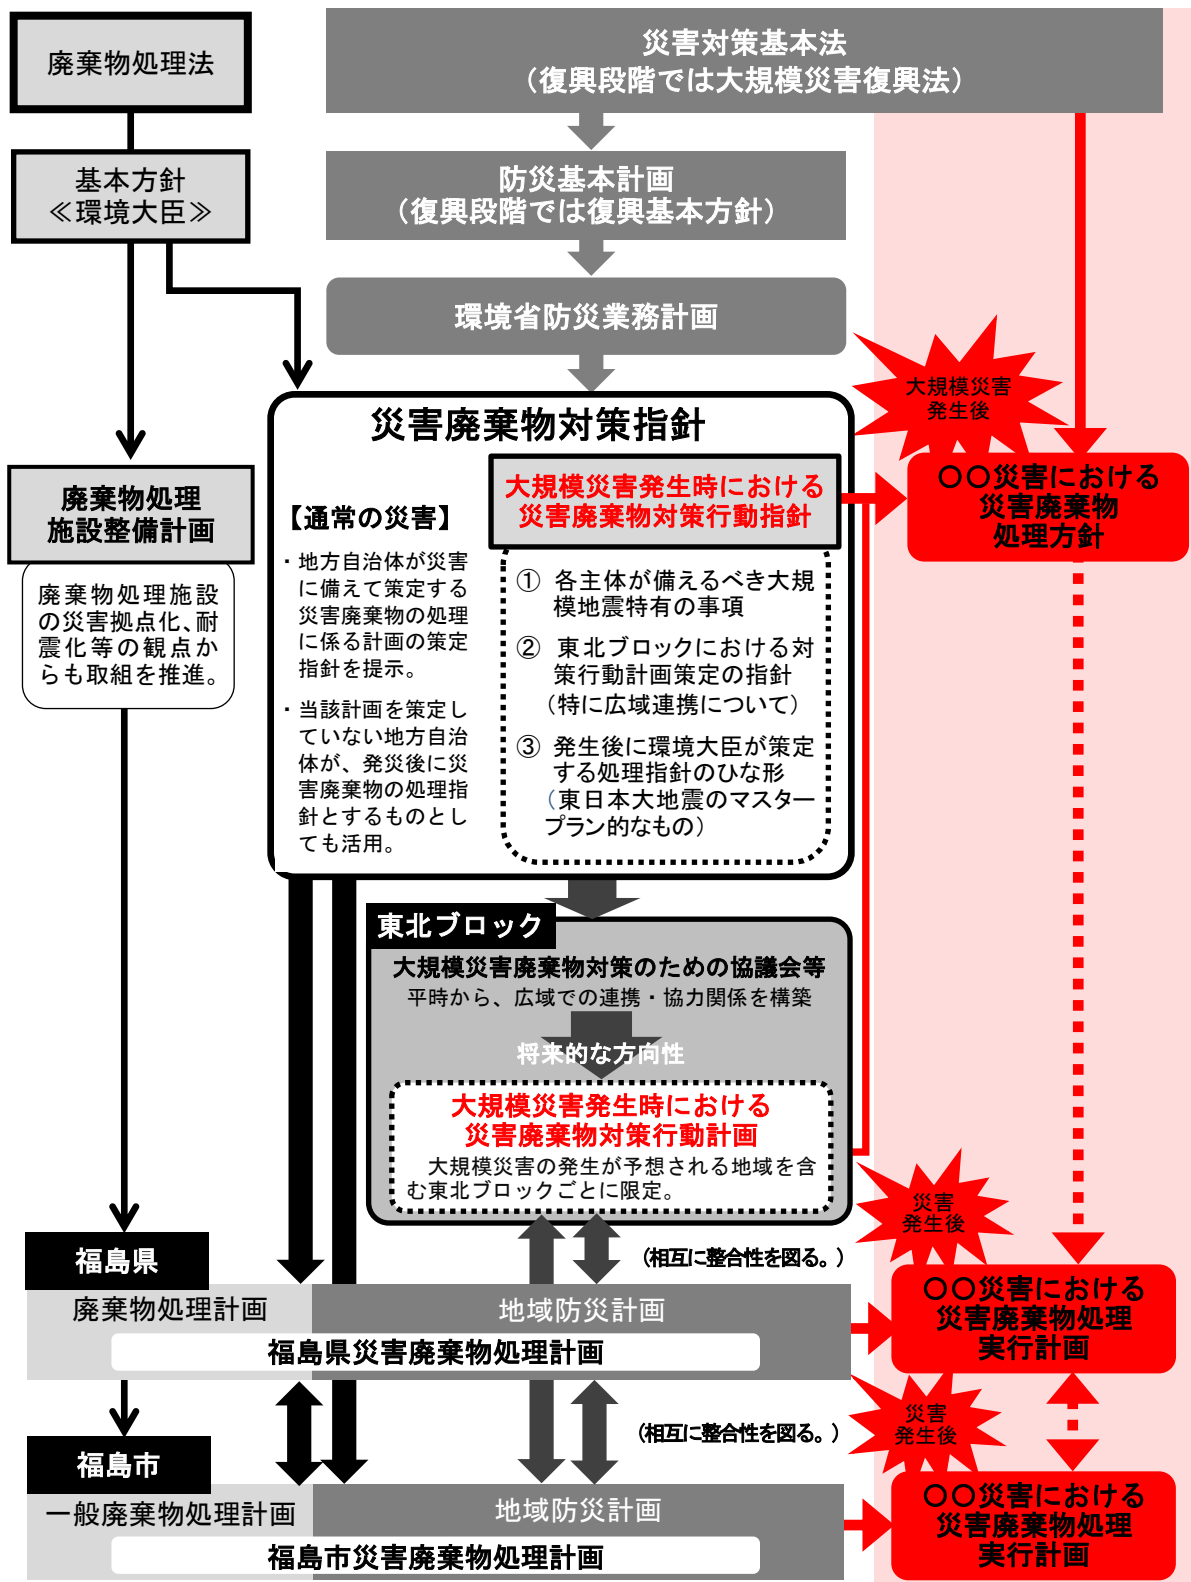 廃棄物処理法
災害対策基本法
（復興段階では大規模災害復興法）
基本方針
≪環境大臣≫
防災基本計画
（復興段階では復興基本方針）
環境省防災業務計画
大規模災害
発生後
災害廃棄物対策指針
廃棄物処理
施設整備計画
廃棄物処理施設
の災害拠点化、耐
震化等の観点か
らも取組を推進。
【通常の災害】
・地方自治体が災害
に備えて策定する
災害廃棄物の処理
に係る計画の策定
指針を提示。
・当該計画を策定し
ていない地方自治
体が、発災後に災
害廃棄物の処理指
針とするものとし
ても活用。
大規模災害発生時における
災害廃棄物対策行動指針
① 各主体が備えるべき大規
模地震特有の事項
② 東北ブロックにおける対
策行動計画策定の指針
（特に広域連携について）
③ 発生後に環境大臣が策定
する処理指針のひな形
（東日本大地震のマスター
プラン的なもの）
〇〇災害における
災害廃棄物
処理方針
東北ブロック
大規模災害廃棄物対策のための協議会等
平時から、広域での連携・協力関係を構築
将来的な方向性
大規模災害発生時における
災害廃棄物対策行動計画
大規模災害の発生が予想される地域を含
む東北ブロックごとに限定。
災害
発生後
福島県
（相互に整合性を図る。）
廃棄物処理計画
地域防災計画
福島県災害廃棄物処理計画
〇〇災害における
災害廃棄物処理
実行計画
（相互に整合性を図る。）
災害
発生後
福島市
一般廃棄物処理計画
地域防災計画
福島市災害廃棄物処理計画
〇〇災害における
災害廃棄物処理
実行計画